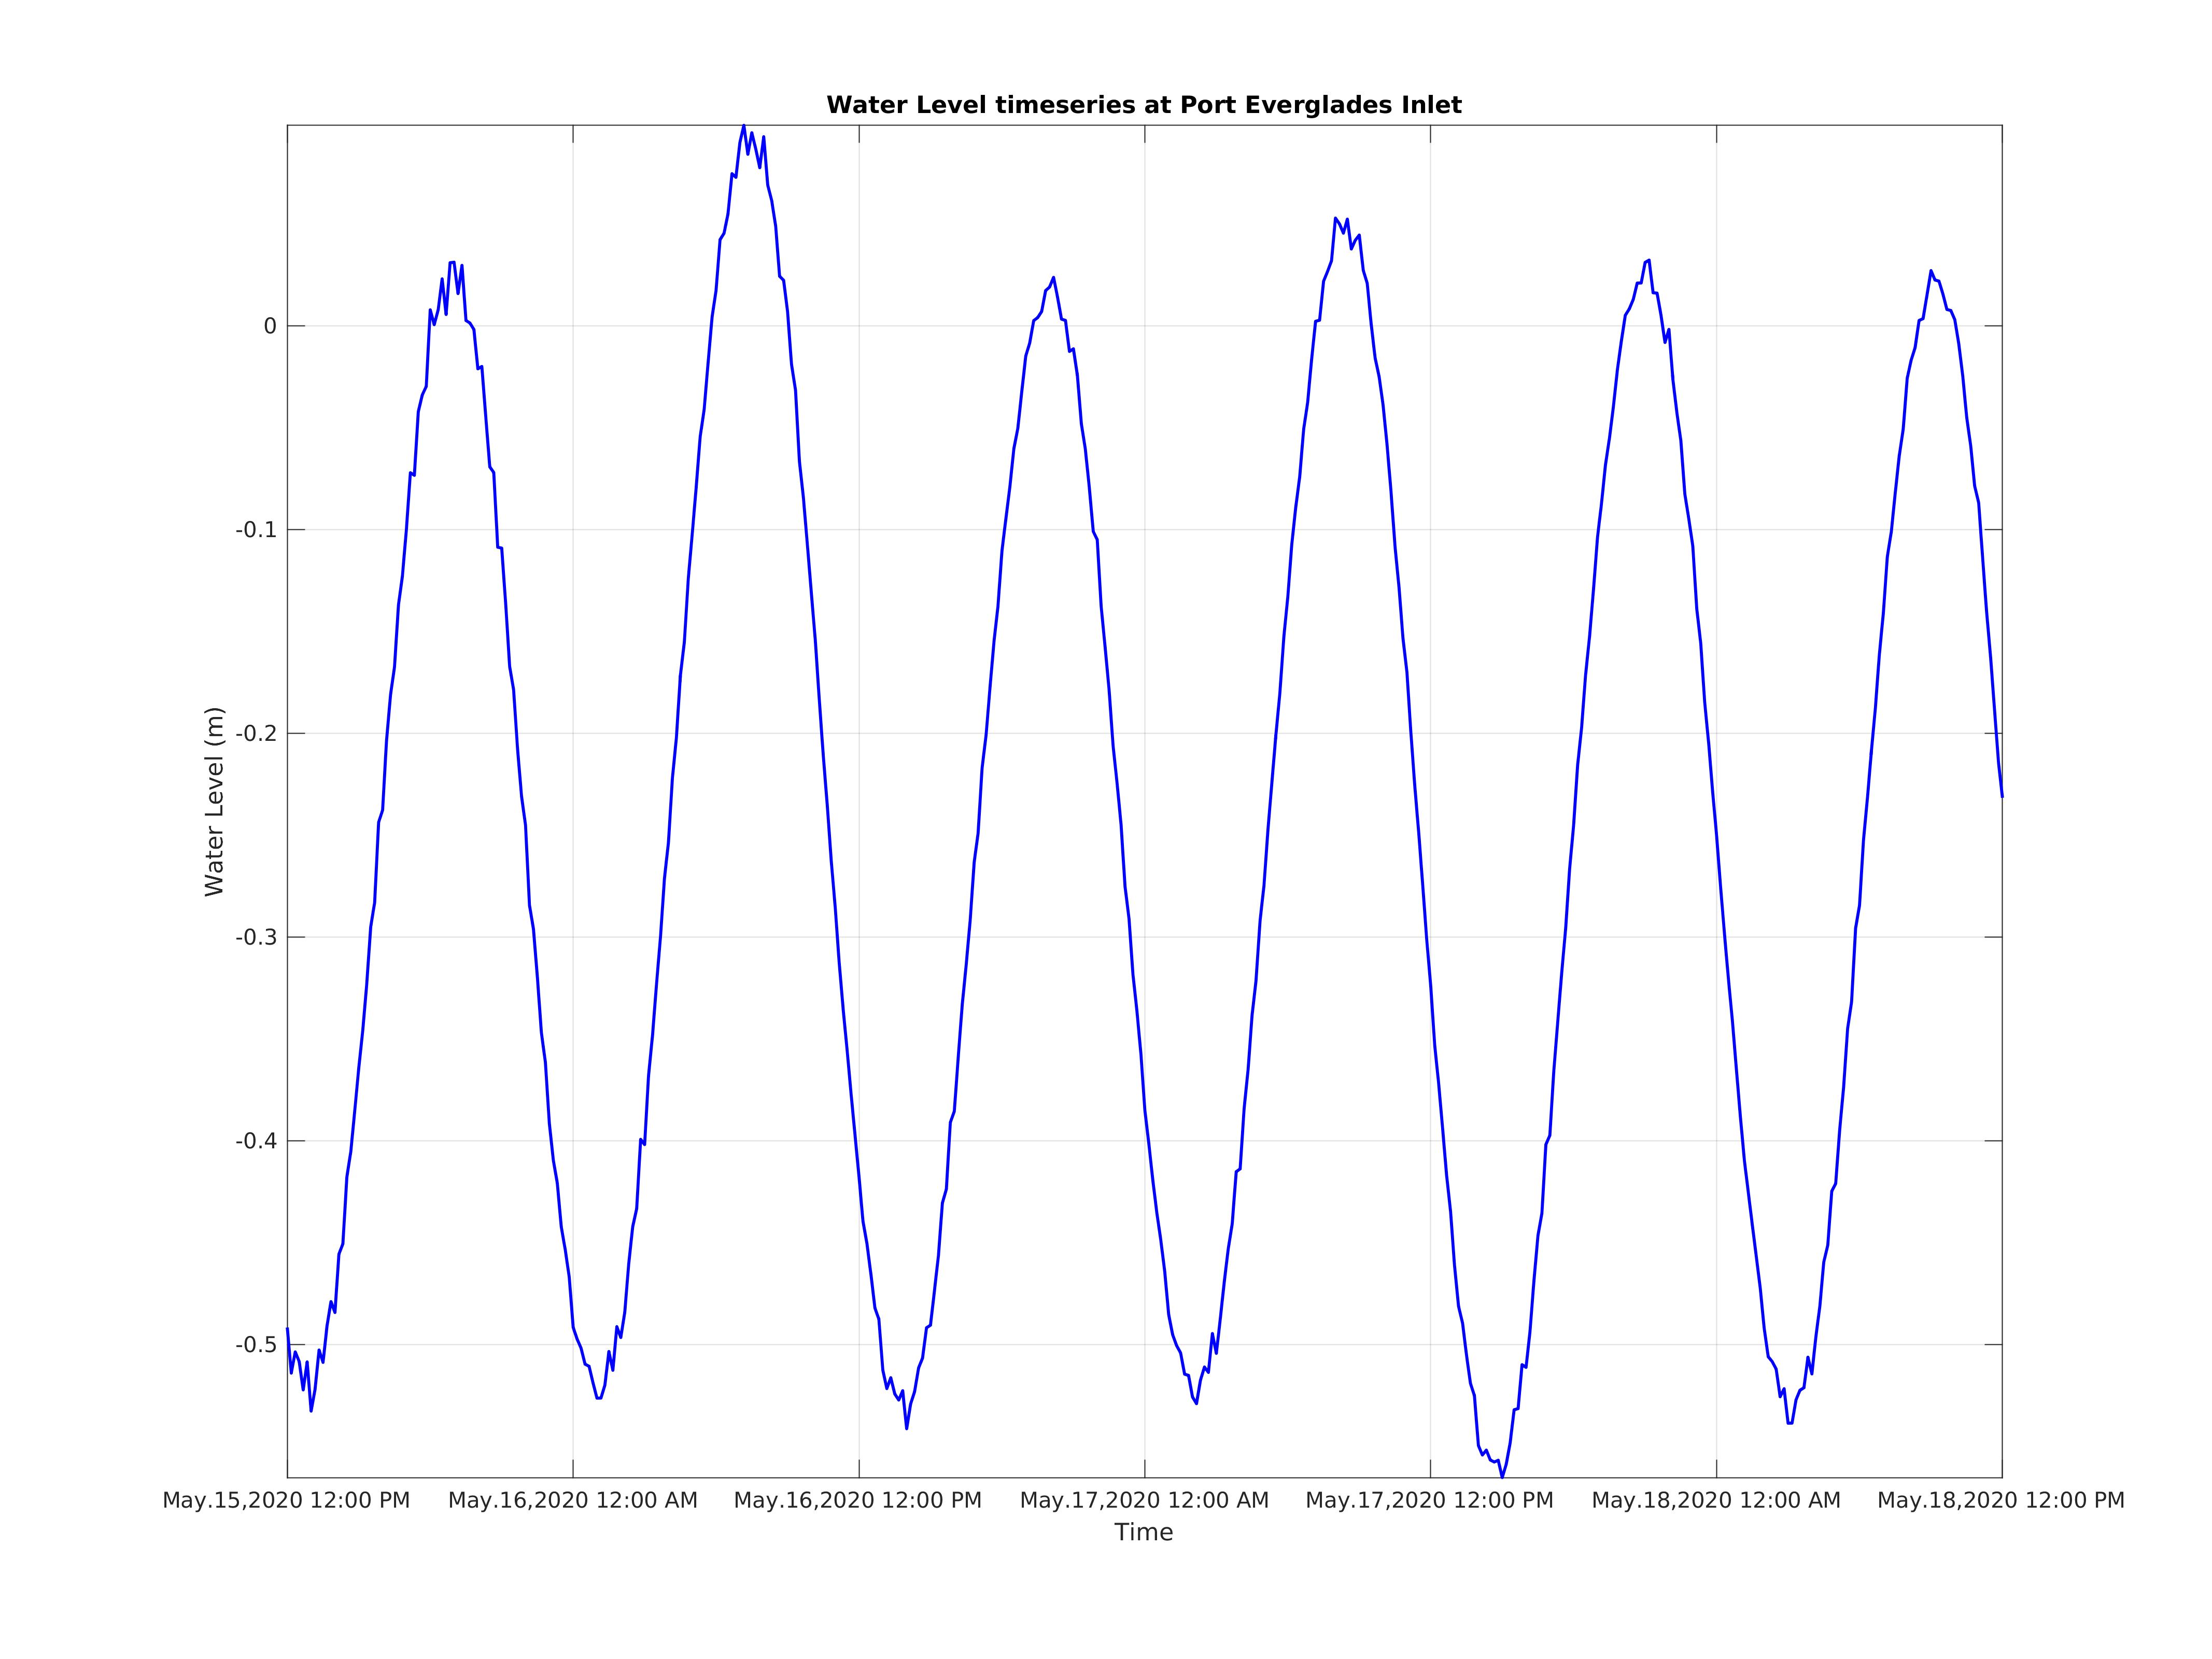 Water Level timeseries at Port Everglades Inlet
0
-0.1
-0.2
-0.3
-0.4
-0.5
Water Level (m)
May.15,2020 12:00 PM May.16,2020 12:00 AM May.16,2020 12:00 PM May.17,2020 12:00 AM May.17,2020 12:00 PM May.18,2020 12:00 AM May.18,2020 12:00 PM
Time